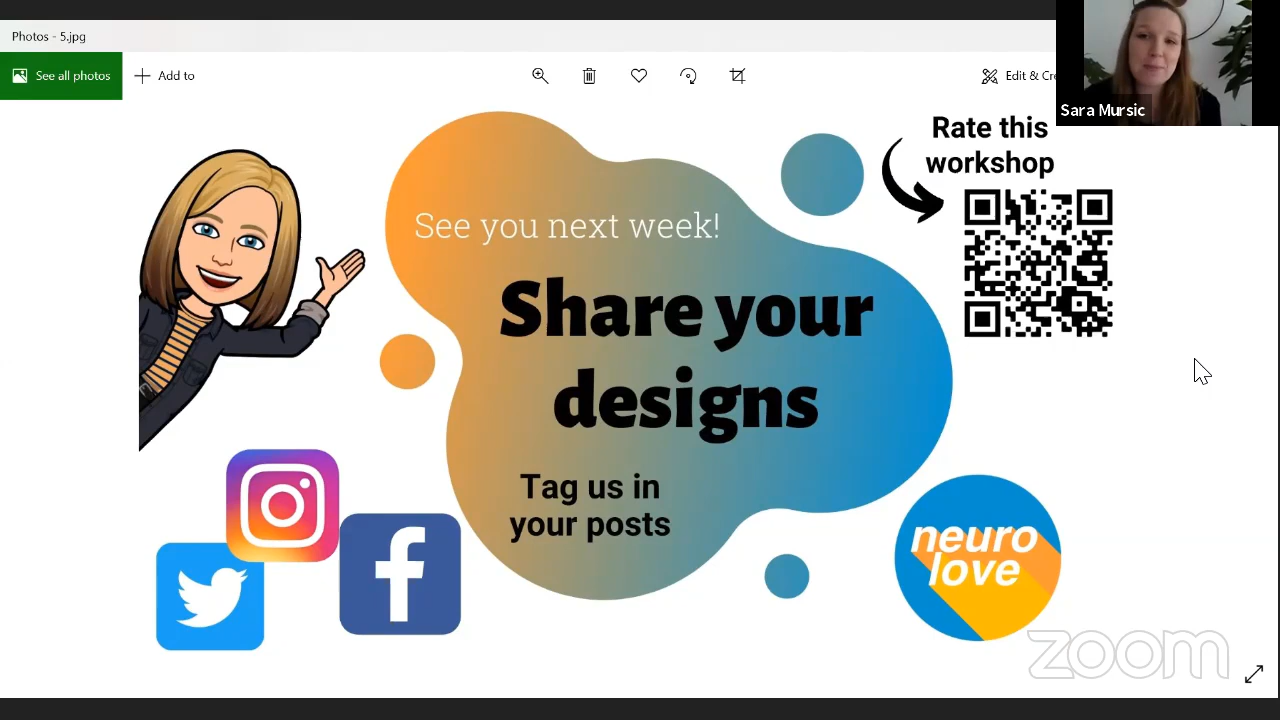 Photos - 5.jpg
See all photos
Add to
Edit & Cre
Sara Mursic
Rate this
workshop
See you next week!
Share your
designs
Tag us in
your posts
neuro
love
zoom